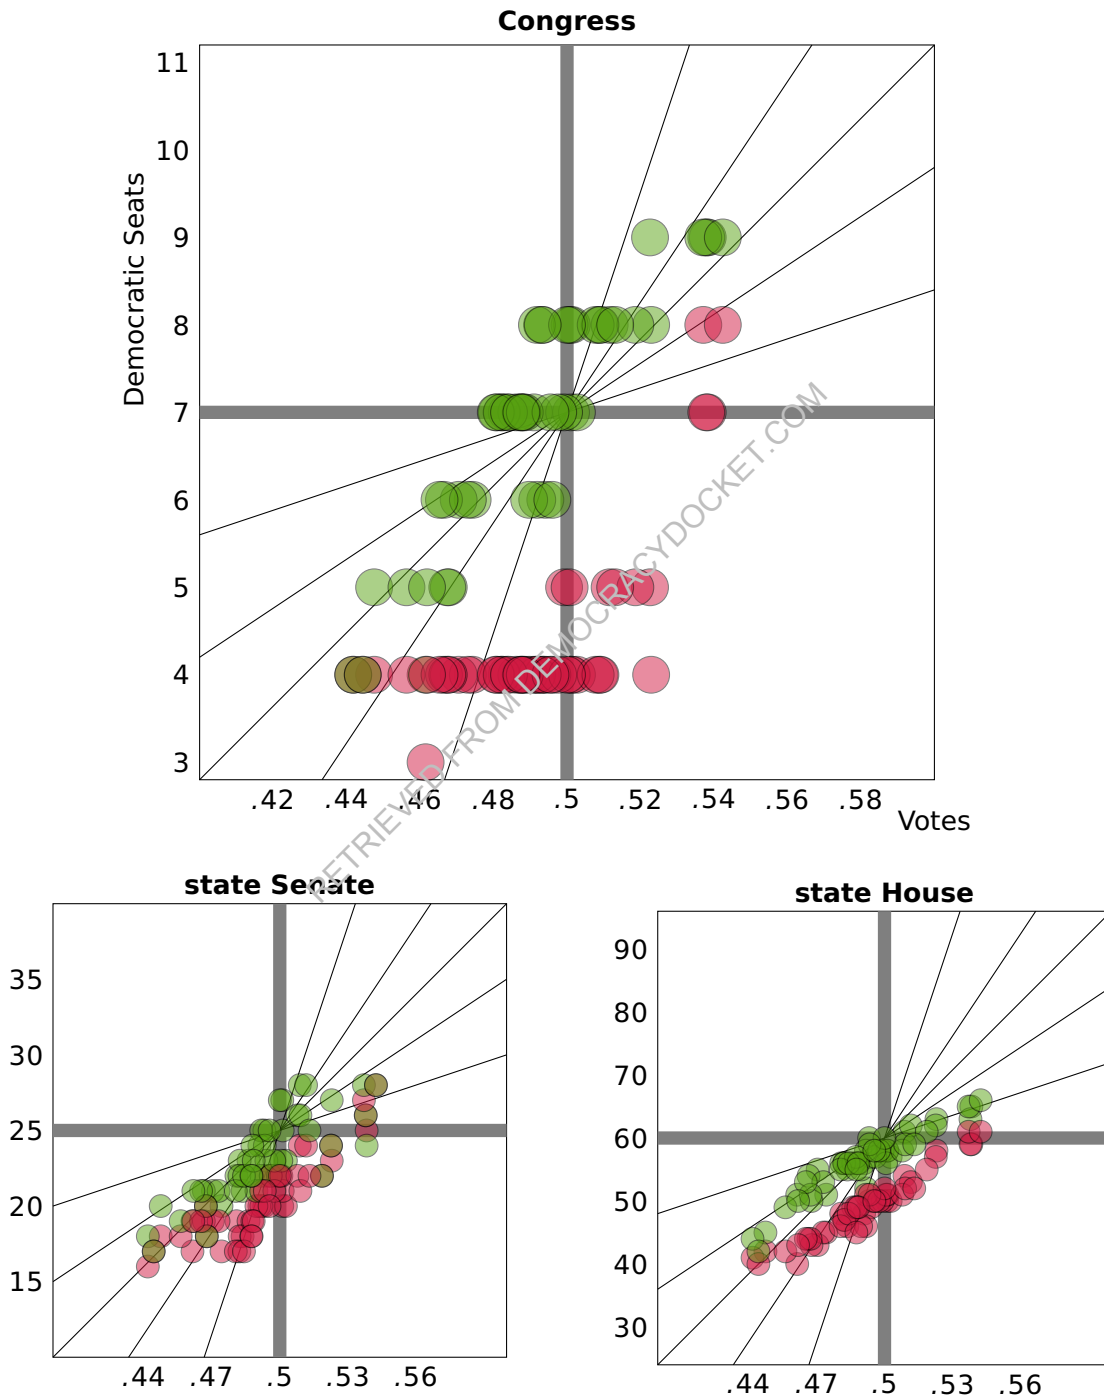 Congress
11
10
9
8
7
6
5
4
3
Democratic Seats
.42 .44 .46 .48 .5 .52 .54 .56 .58
Votes
RETRIEVED FROM DEMOCRACYDOCKET.COM
state Senate
35
30
25
20
15
.44 .47 .5 .53 .56
state House
90
80
70
60
50
40
30
.44 .47 .5 .53 .56